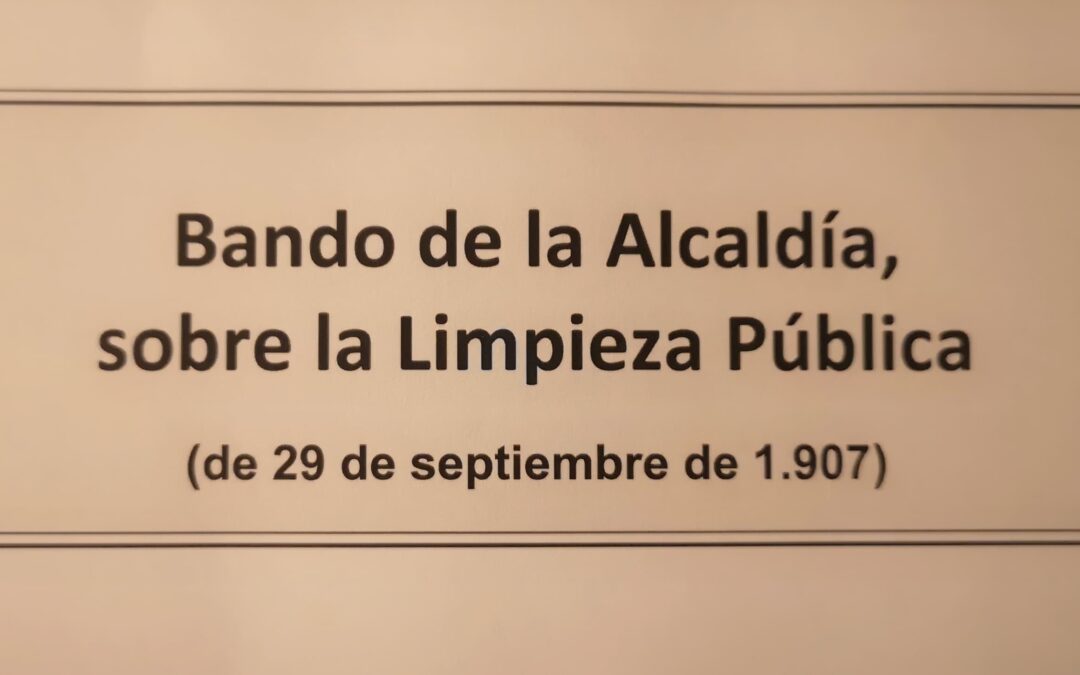 Bando de la Alcaldía,
sobre la Limpieza Pública
(de 29 de septiembre de 1.907)